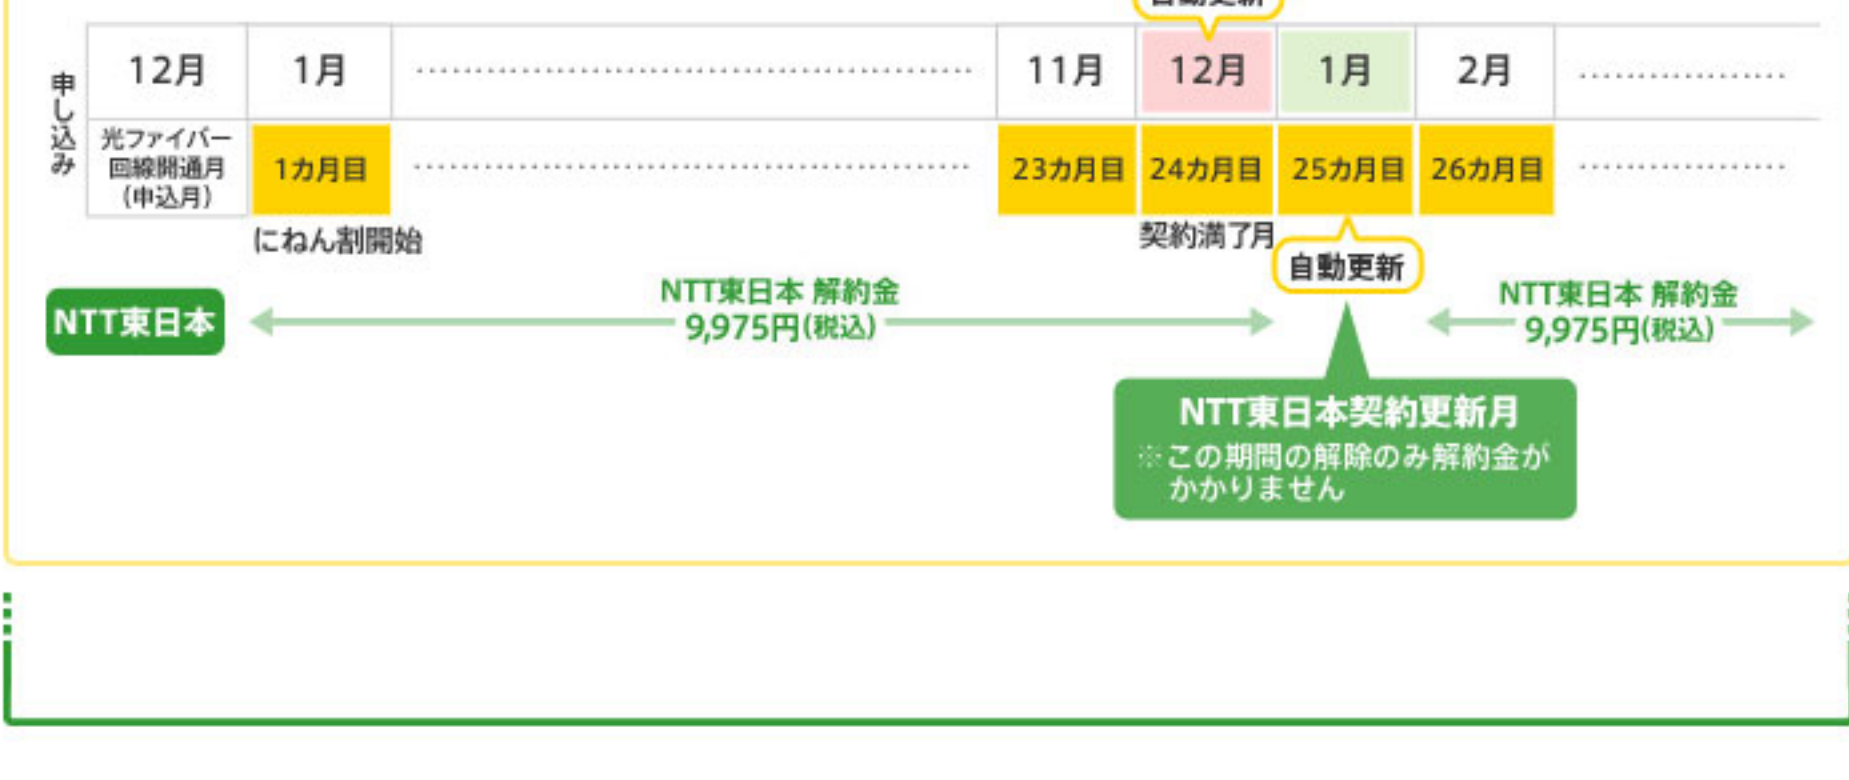 自動更新
12月
1月
11月
12月
1月
2月
申し込み
光ファイバー
回線開通月
（申込月）
1カ月目
23カ月目
24カ月目
25カ月目
26カ月目
にねん割開始
契約満了月
自動更新
NTT東日本
NTT東日本 解約金
9,975円(税込)
NTT東日本 解約金
9,975円(税込)
NTT東日本契約更新月
※この期間の解除のみ解約金が
かかりません